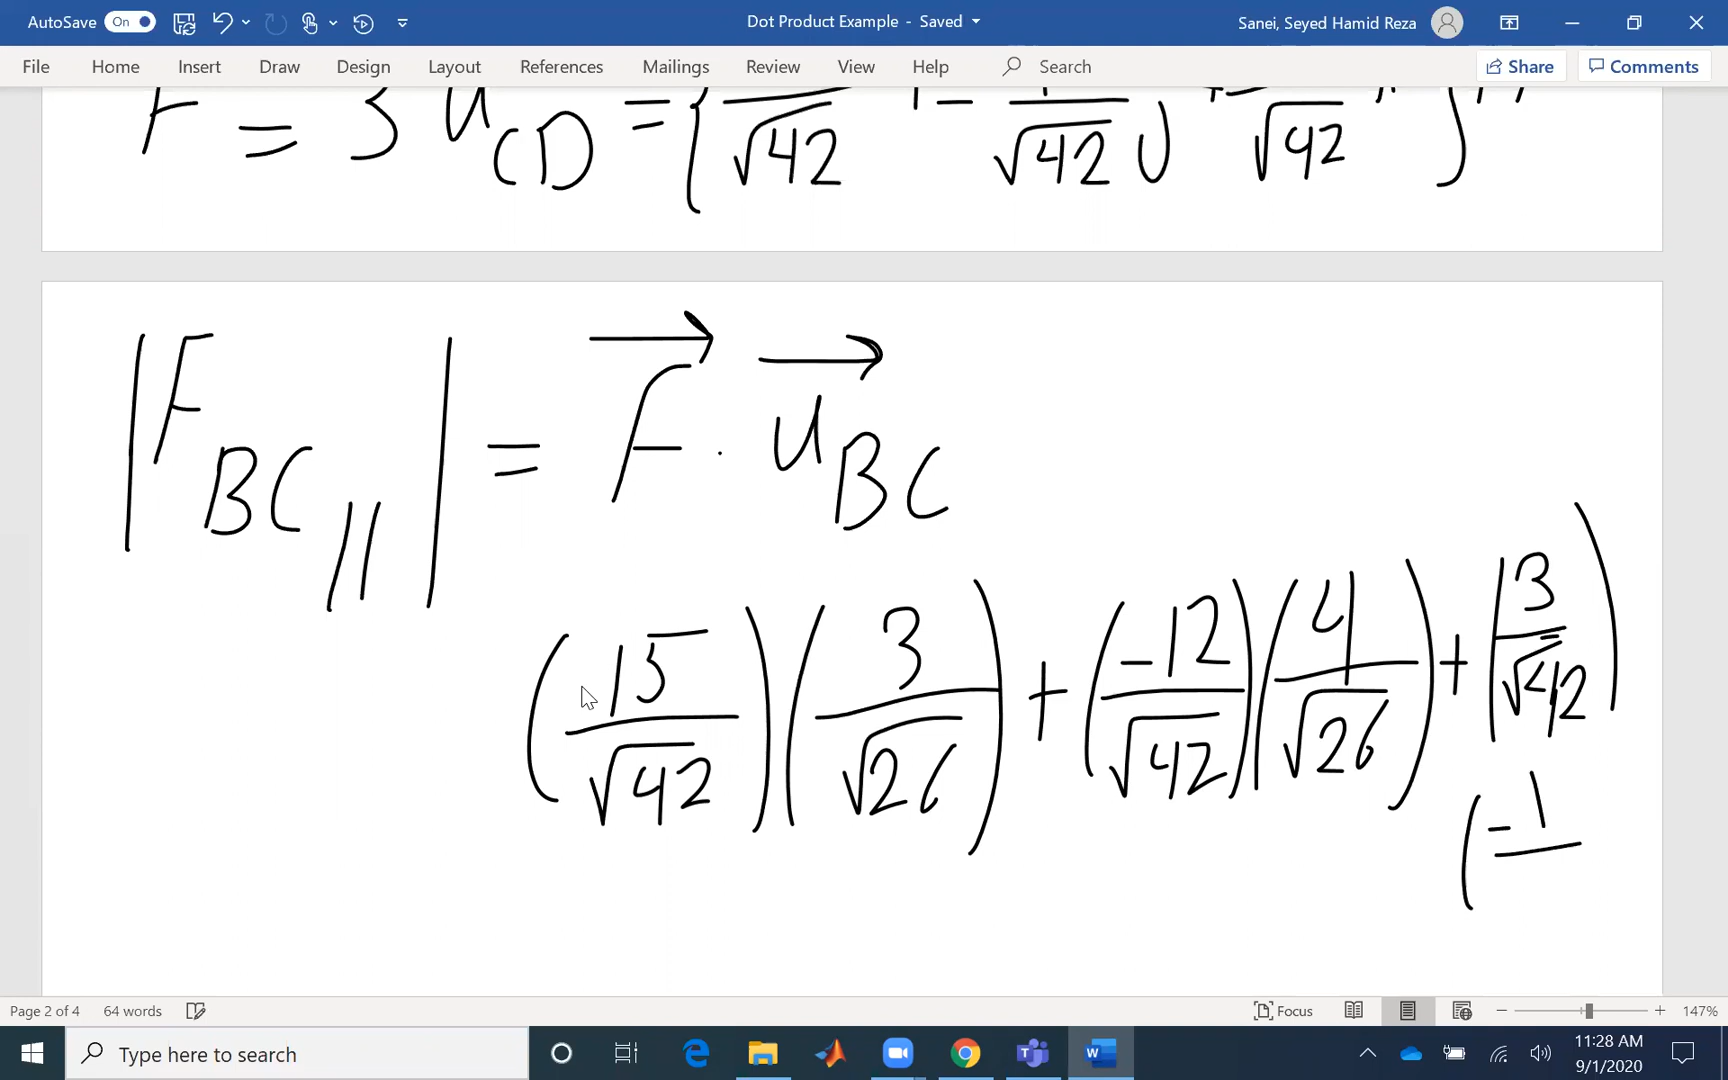 AutoSave On Dot Product Example - Saved Sanei, Seyed Hamid Reza
File Home Insert Draw Design Layout References Mailings Review View Help Search Share Comments
F = 3 u CD = { √42 i - √42 j + √42 }
|F BC //| = F · u BC
(15/√42)(3/√26) + (-12/√42)(4/√26) + (3/√42)
(-1
Page 2 of 4 64 words Focus 147%
Type here to search 11:28 AM
9/1/2020